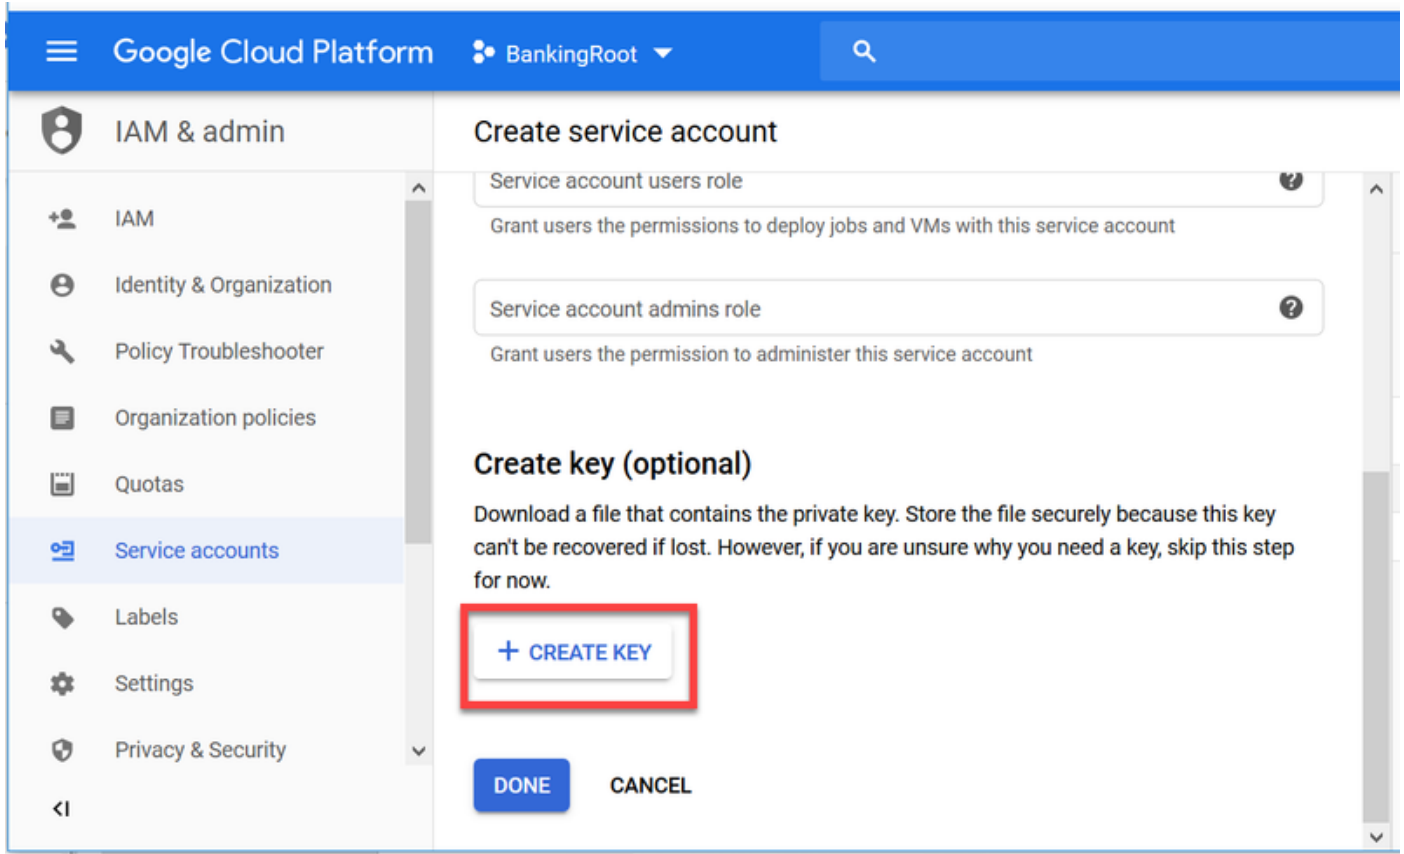 Google Cloud Platform BankingRoot
IAM & admin
Create service account
IAM
Identity & Organization
Policy Troubleshooter
Organization policies
Quotas
Service accounts
Labels
Settings
Privacy & Security
Service account users role
Grant users the permissions to deploy jobs and VMs with this service account
Service account admins role
Grant users the permission to administer this service account
Create key (optional)
Download a file that contains the private key. Store the file securely because this key
can't be recovered if lost. However, if you are unsure why you need a key, skip this step
for now.
+ CREATE KEY
DONE CANCEL